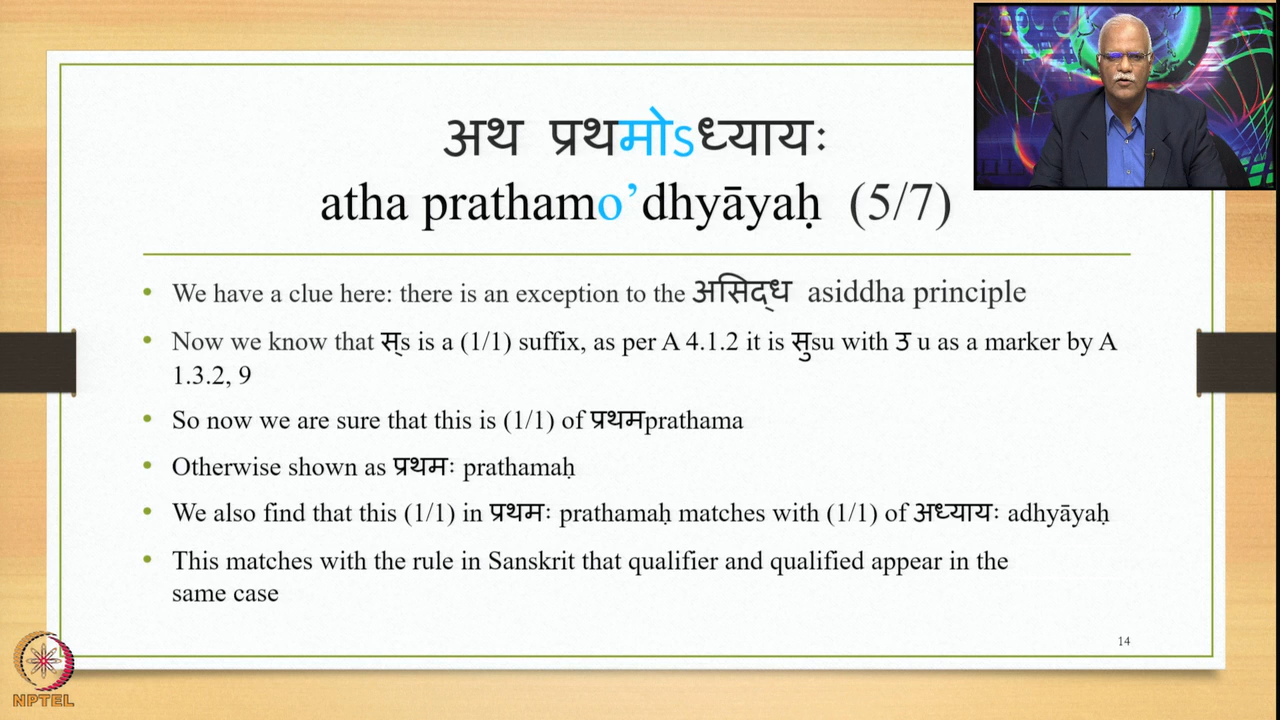 अथ प्रथमोऽध्यायः
atha prathamo’dhyāyaḥ (5/7)
• We have a clue here: there is an exception to the असिद्ध asiddha principle
• Now we know that स्s is a (1/1) suffix, as per A 4.1.2 it is सुsu with उ u as a marker by A
1.3.2, 9
• So now we are sure that this is (1/1) of प्रथमprathama
• Otherwise shown as प्रथमः prathamaḥ
• We also find that this (1/1) in प्रथमः prathamaḥ matches with (1/1) of अध्यायः adhyāyaḥ
• This matches with the rule in Sanskrit that qualifier and qualified appear in the
same case
14
NPTEL